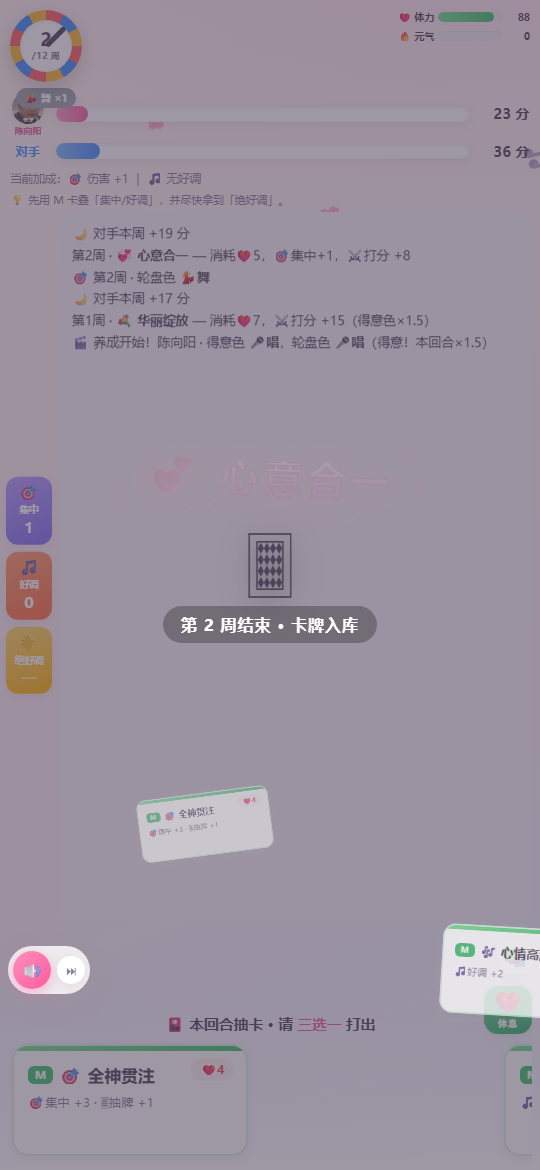 2
/12 周
体力 88
元气 0
舞 ×1
陈向阳
23 分
对手
36 分
当前加成: 伤害 +1 | 无好调
先用 M 卡叠「集中/好调」, 并尽快拿到「绝好调」。
对手本周 +19 分
第2周 · 心意合一 — 消耗 5, 集中+1, 打分 +8
第2周 · 轮盘色 舞
对手本周 +17 分
第1周 · 华丽绽放 — 消耗 7, 打分 +15 (得意色×1.5)
养成开始! 陈向阳 · 得意色 唱, 轮盘色 唱 (得意! 本回合×1.5)
心意合一
集中
1
好调
0
绝好调
—
第 2 周结束 • 卡牌入库
M 全神贯注 4
集中 +3 · 抽牌 +1
M 心情高
好调 +2
休息
本回合抽卡 • 请 三选一 打出
M 全神贯注 4
集中 +3 · 抽牌 +1